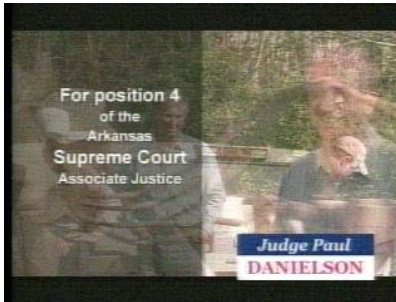 For position 4
of the
Arkansas
Supreme Court
Associate Justice
Judge Paul
DANIELSON